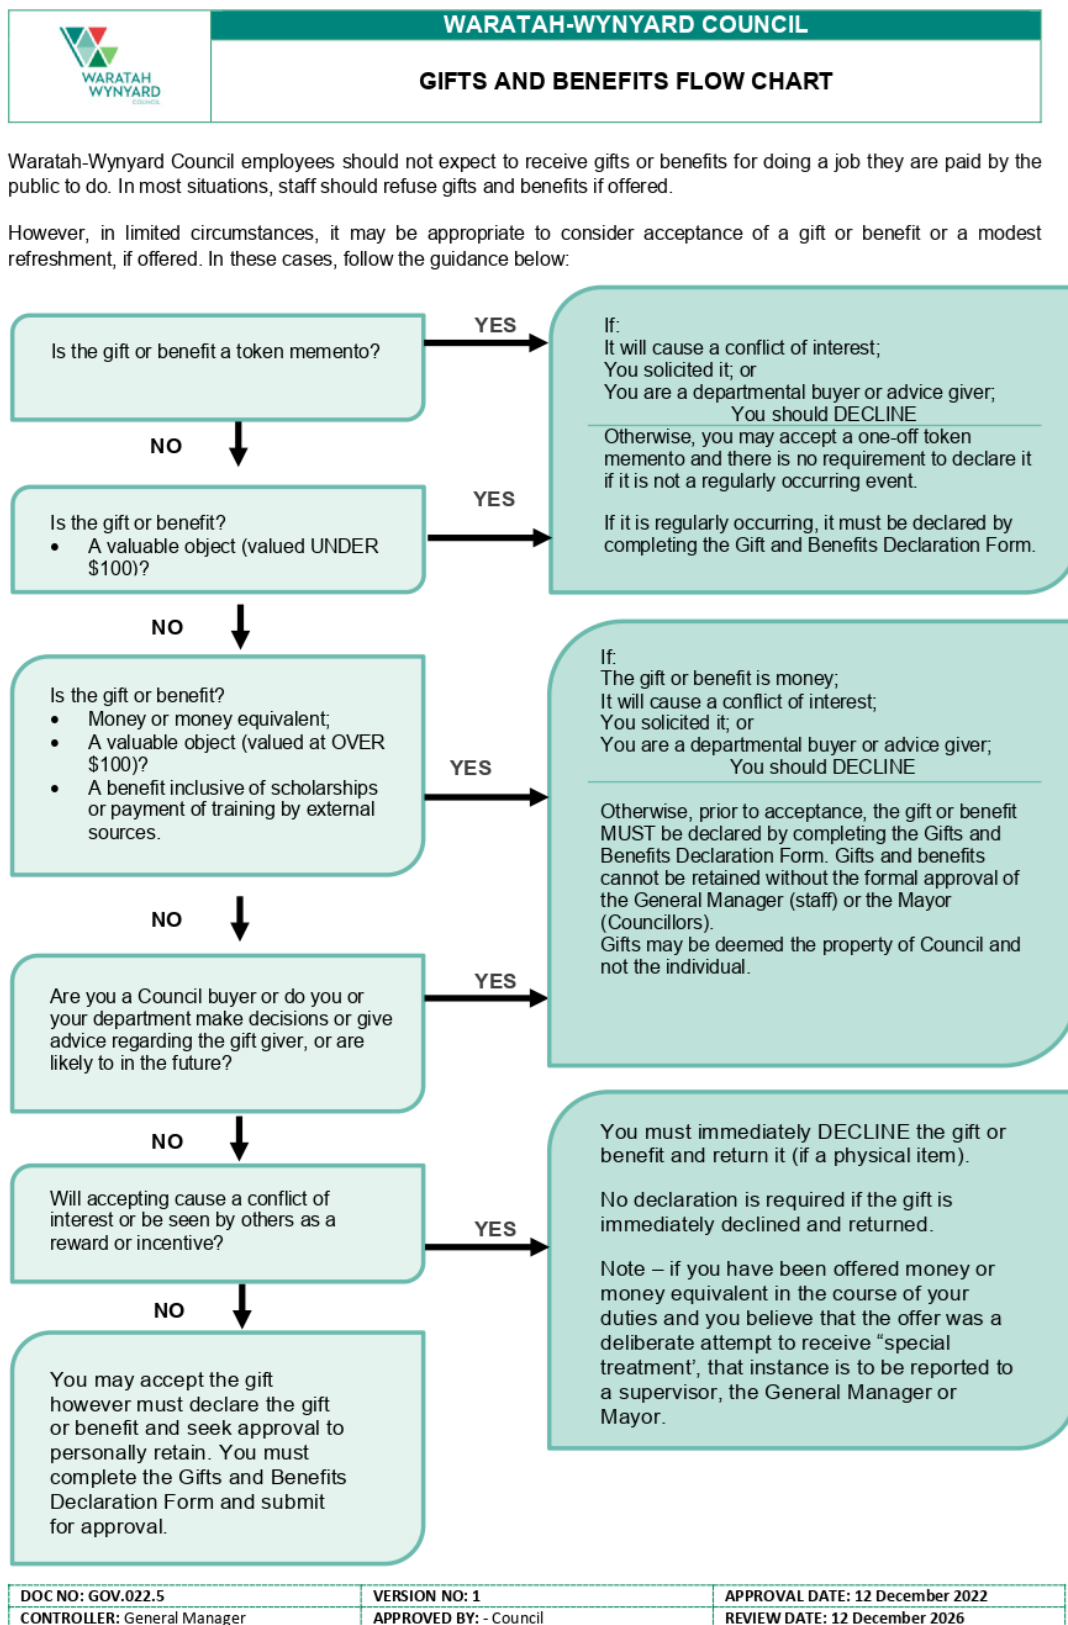 WARATAH-WYNYARD COUNCIL
WARATAH
WYNYARD
COUNCIL
GIFTS AND BENEFITS FLOW CHART
Waratah-Wynyard Council employees should not expect to receive gifts or benefits for doing a job they are paid by the
public to do. In most situations, staff should refuse gifts and benefits if offered.
However, in limited circumstances, it may be appropriate to consider acceptance of a gift or benefit or a modest
refreshment, if offered. In these cases, follow the guidance below:
Is the gift or benefit a token memento?
YES
If:
It will cause a conflict of interest;
You solicited it; or
You are a departmental buyer or advice giver;
You should DECLINE
Otherwise, you may accept a one-off token
memento and there is no requirement to declare it
if it is not a regularly occurring event.
If it is regularly occurring, it must be declared by
completing the Gift and Benefits Declaration Form.
NO
Is the gift or benefit?
• A valuable object (valued UNDER
$100)?
YES
NO
Is the gift or benefit?
• Money or money equivalent;
• A valuable object (valued at OVER
$100)?
• A benefit inclusive of scholarships
or payment of training by external
sources.
YES
If:
The gift or benefit is money;
It will cause a conflict of interest;
You solicited it; or
You are a departmental buyer or advice giver;
You should DECLINE
Otherwise, prior to acceptance, the gift or benefit
MUST be declared by completing the Gifts and
Benefits Declaration Form. Gifts and benefits
cannot be retained without the formal approval of
the General Manager (staff) or the Mayor
(Councillors).
Gifts may be deemed the property of Council and
not the individual.
NO
Are you a Council buyer or do you or
your department make decisions or give
advice regarding the gift giver, or are
likely to in the future?
YES
NO
Will accepting cause a conflict of
interest or be seen by others as a
reward or incentive?
YES
You must immediately DECLINE the gift or
benefit and return it (if a physical item).
No declaration is required if the gift is
immediately declined and returned.
Note – if you have been offered money or
money equivalent in the course of your
duties and you believe that the offer was a
deliberate attempt to receive “special
treatment’, that instance is to be reported to
a supervisor, the General Manager or
Mayor.
NO
You may accept the gift
however must declare the gift
or benefit and seek approval to
personally retain. You must
complete the Gifts and Benefits
Declaration Form and submit
for approval.
DOC NO: GOV.022.5
VERSION NO: 1
APPROVAL DATE: 12 December 2022
CONTROLLER: General Manager
APPROVED BY: - Council
REVIEW DATE: 12 December 2026